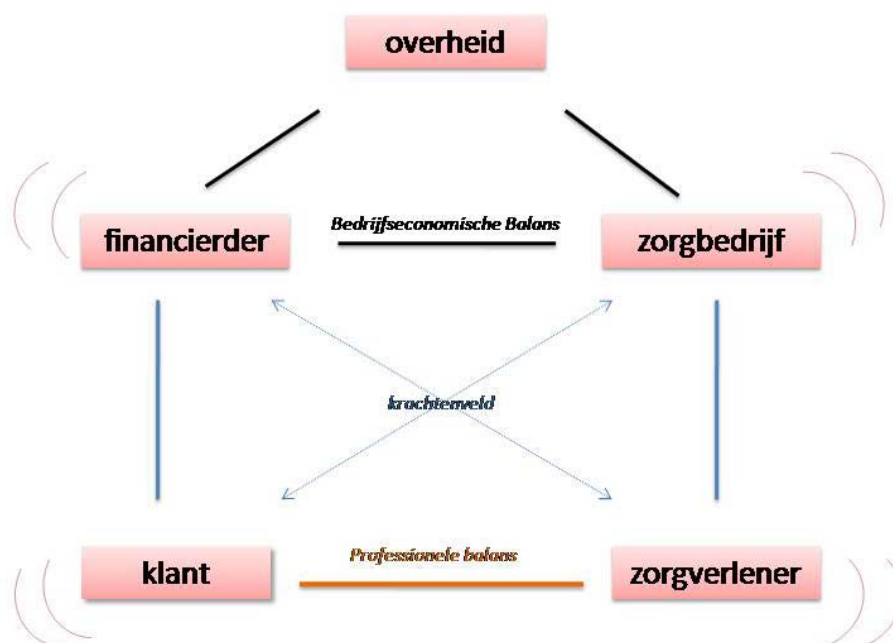 overheid
financierder
Bedrijfseconomische Balans
zorgbedrijf
krachtenveld
klant
Professionele balans
zorgverlener